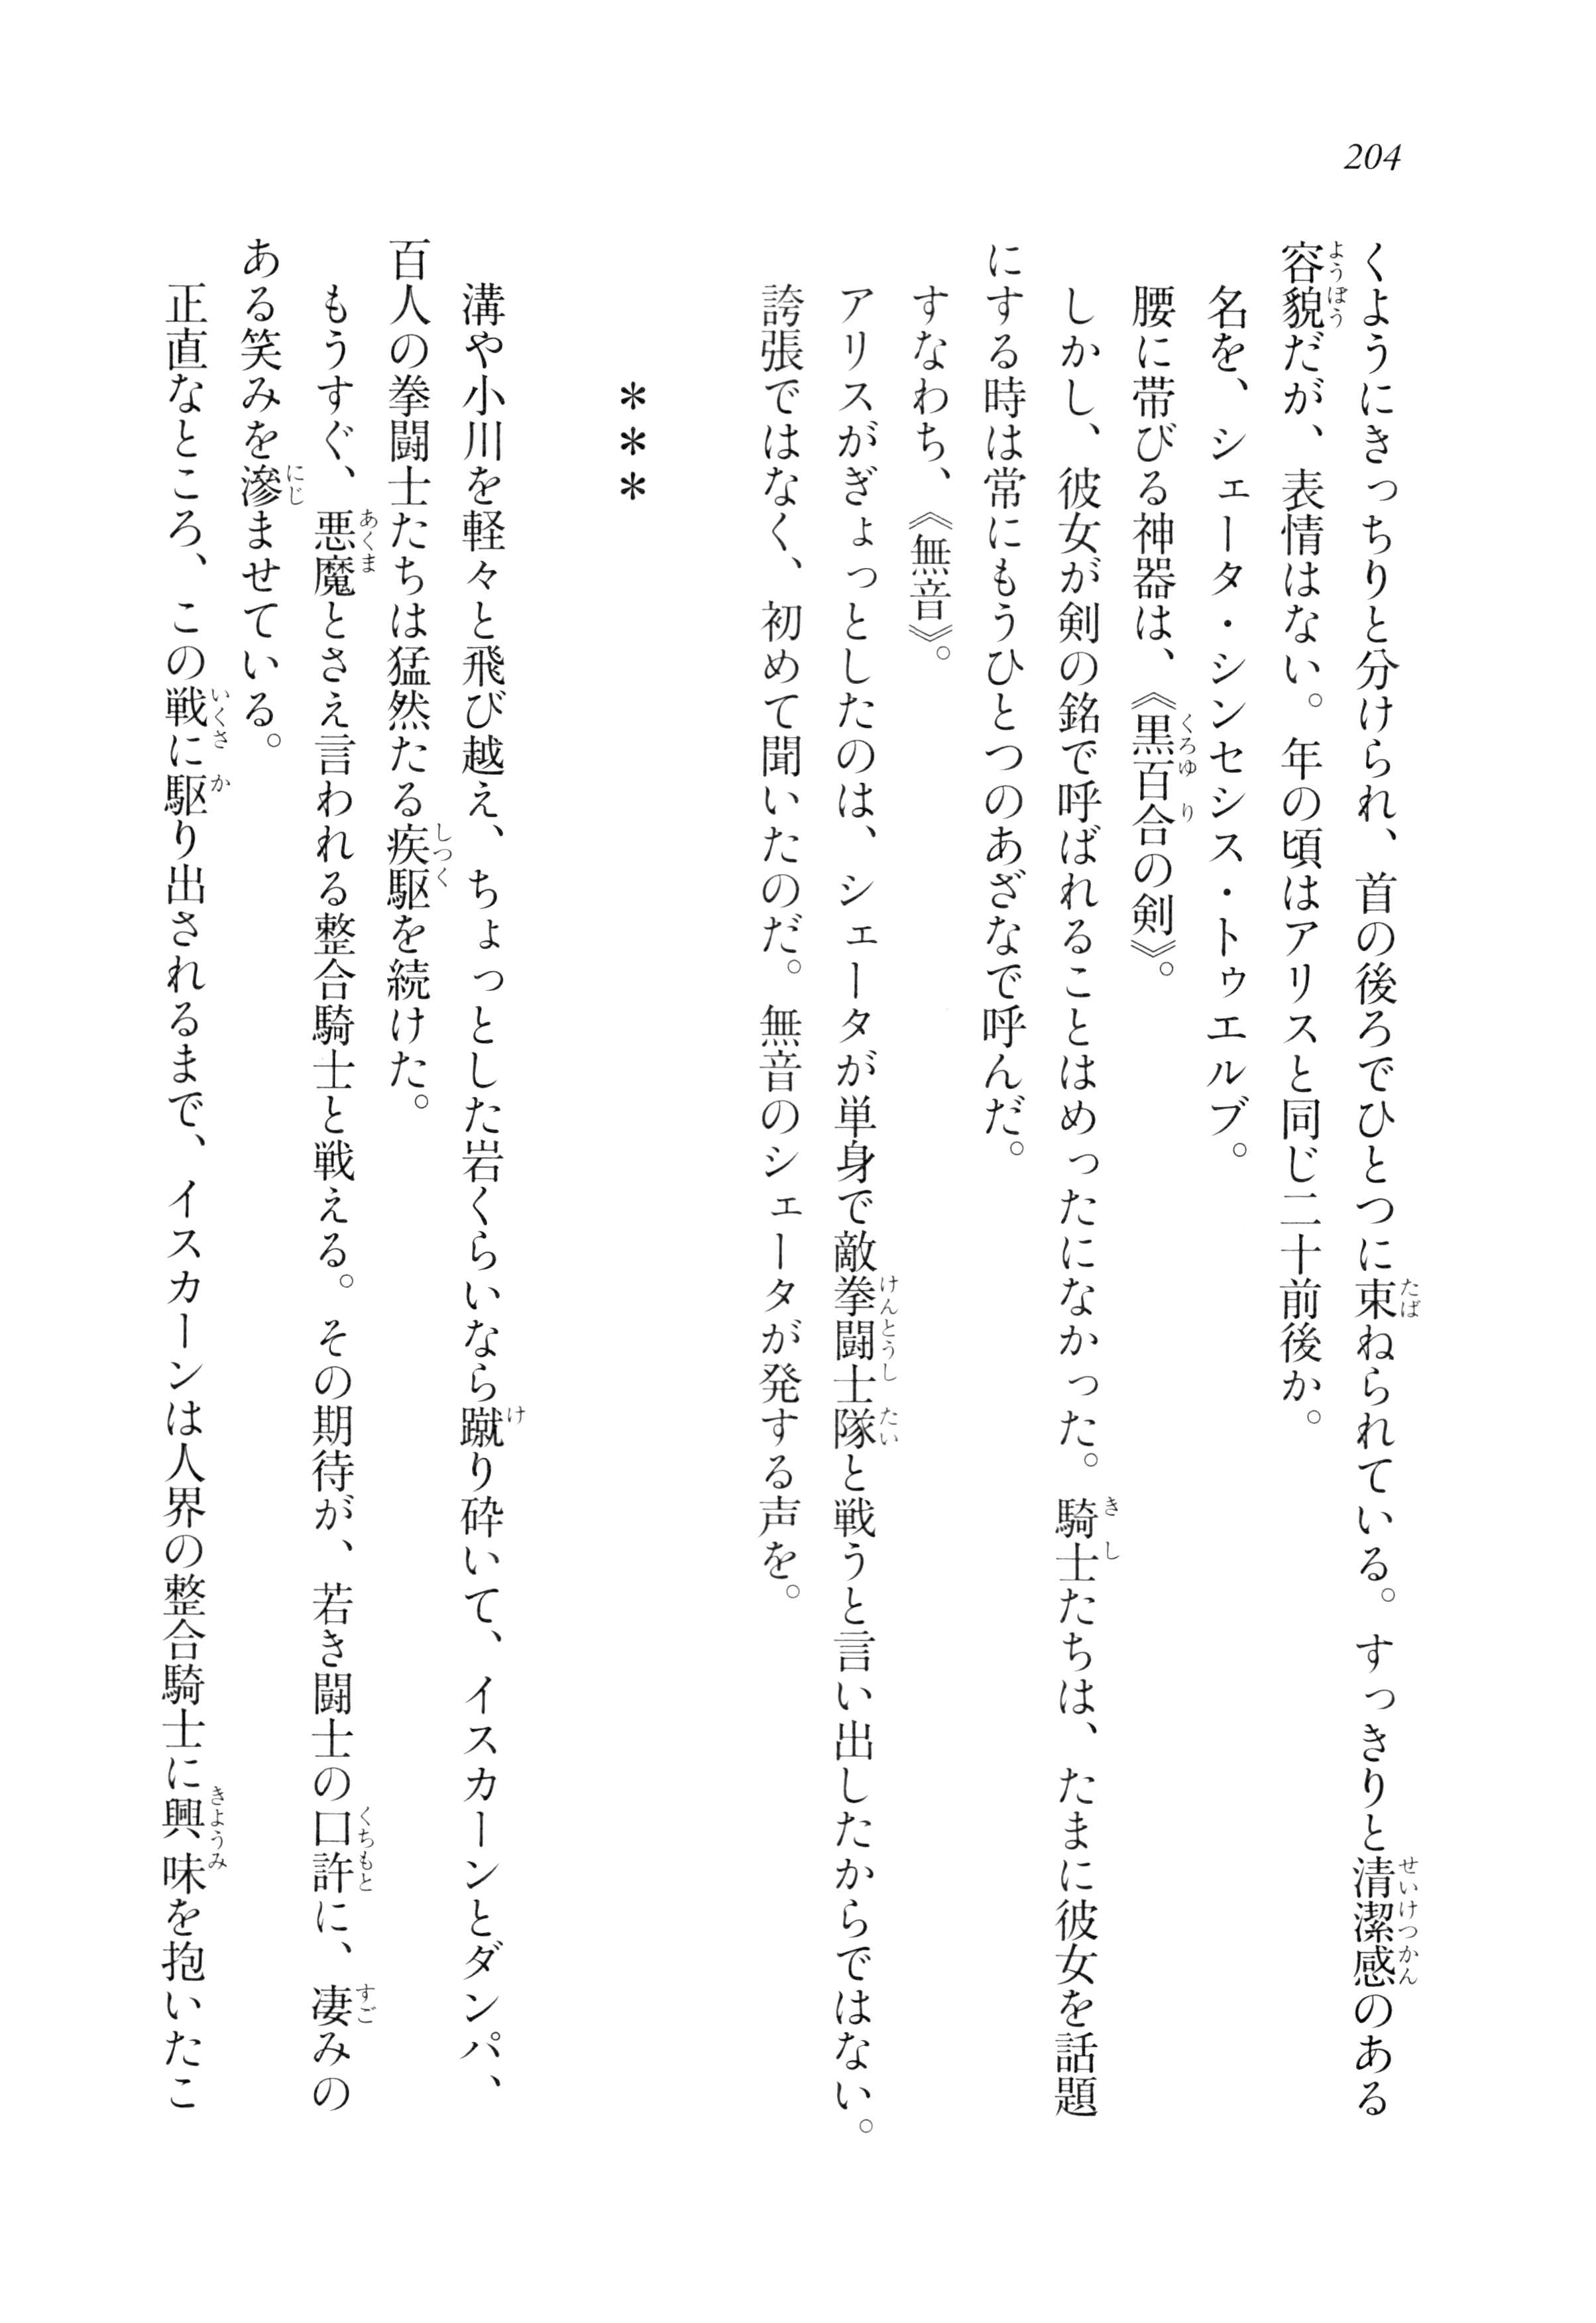 204
くようにきっちりと分けられ、首の後ろでひとつに束ねられている。すっきりと清潔感のある
容貌だが、表情はない。年の頃はアリスと同じ二十前後か。
名を、シェータ・シンセシス・トゥエルブ。
腰に帯びる神器は、《黒百合の剣》。
しかし、彼女が剣の銘で呼ばれることはめったになかった。騎士たちは、たまに彼女を話題
にする時は常にもうひとつのあざなで呼んだ。
すなわち、《無音》。
アリスがぎょっとしたのは、シェータが単身で敵拳闘士隊と戦うと言い出したからではない。
誇張ではなく、初めて聞いたのだ。無音のシェータが発する声を。
＊＊＊
溝や小川を軽々と飛び越え、ちょっとした岩くらいなら蹴り砕いて、イスカーンとダンパ、
百人の拳闘士たちは猛然たる疾駆を続けた。
もうすぐ、悪魔とさえ言われる整合騎士と戦える。その期待が、若き闘士の口許に、凄みの
ある笑みを滲ませている。
正直なところ、この戦に駆り出されるまで、イスカーンは人界の整合騎士に興味を抱いたこ